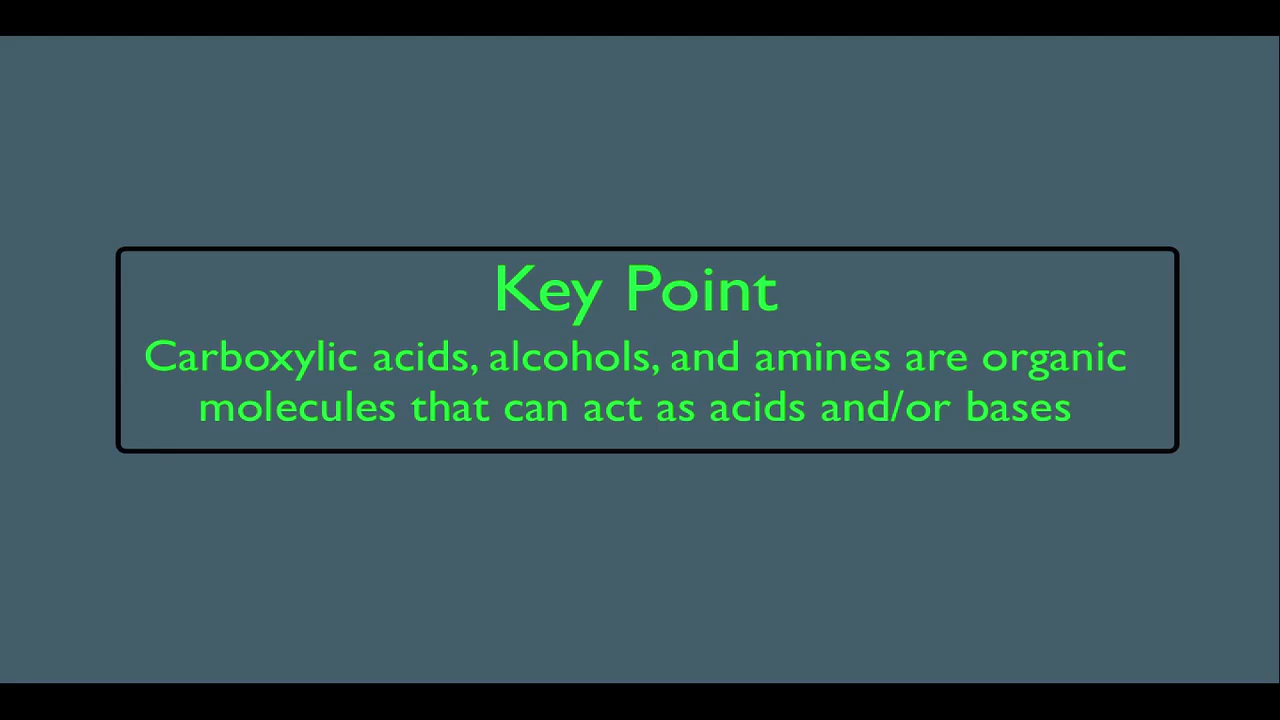 Key Point
Carboxylic acids, alcohols, and amines are organic
molecules that can act as acids and/or bases